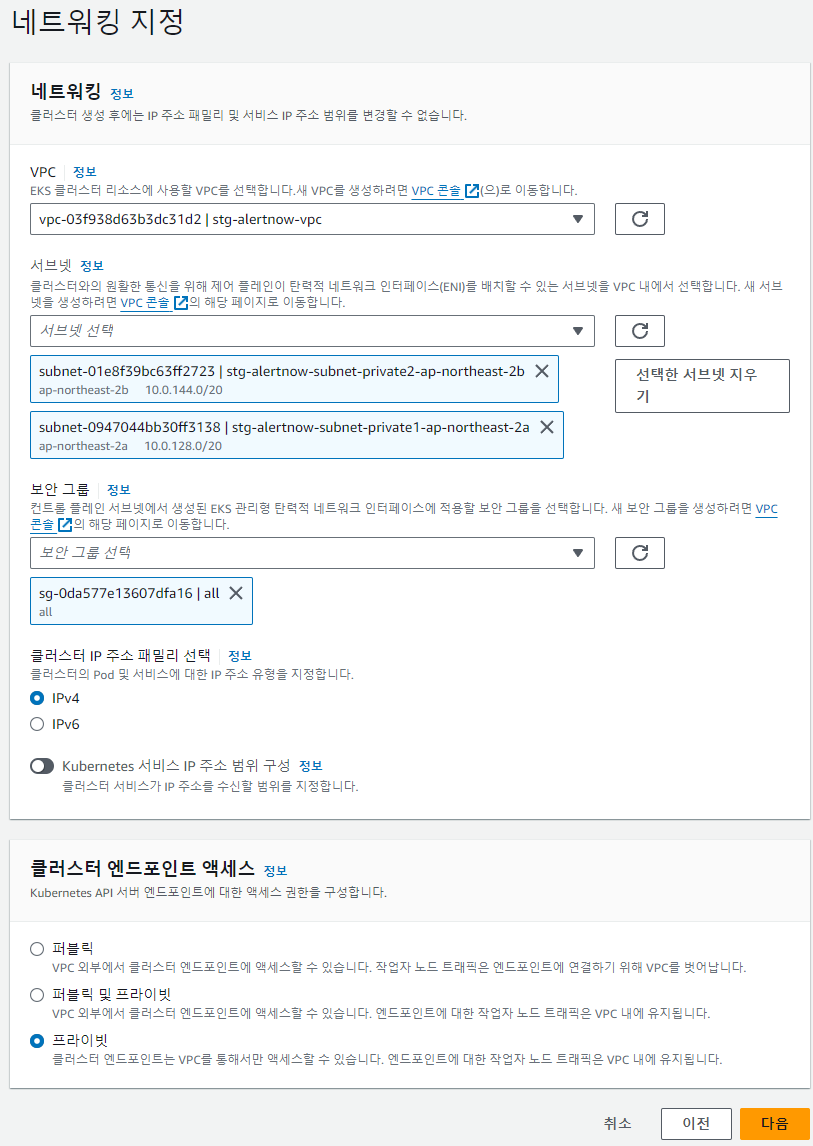 네트워킹 지정
네트워킹 정보
클러스터 생성 후에는 IP 주소 패밀리 및 서비스 IP 주소 범위를 변경할 수 없습니다.
VPC 정보
EKS 클러스터 리소스에 사용할 VPC를 선택합니다.새 VPC를 생성하려면 VPC 콘솔 (으)로 이동합니다.
vpc-03f938d63b3dc31d2 | stg-alertnow-vpc
서브넷 정보
클러스터와의 원활한 통신을 위해 제어 플레인이 탄력적 네트워크 인터페이스(ENI)를 배치할 수 있는 서브넷을 VPC 내에서 선택합니다. 새 서브
넷을 생성하려면 VPC 콘솔 의 해당 페이지로 이동합니다.
서브넷 선택
subnet-01e8f39bc63ff2723 | stg-alertnow-subnet-private2-ap-northeast-2b
ap-northeast-2b 10.0.144.0/20
선택한 서브넷 지우
기
subnet-0947044bb30ff3138 | stg-alertnow-subnet-private1-ap-northeast-2a
ap-northeast-2a 10.0.128.0/20
보안 그룹 정보
컨트롤 플레인 서브넷에서 생성된 EKS 관리형 탄력적 네트워크 인터페이스에 적용할 보안 그룹을 선택합니다. 새 보안 그룹을 생성하려면 VPC
콘솔 의 해당 페이지로 이동합니다.
보안 그룹 선택
sg-0da577e13607dfa16 | all
all
클러스터 IP 주소 패밀리 선택 정보
클러스터의 Pod 및 서비스에 대한 IP 주소 유형을 지정합니다.
IPv4
IPv6
Kubernetes 서비스 IP 주소 범위 구성 정보
클러스터 서비스가 IP 주소를 수신할 범위를 지정합니다.
클러스터 엔드포인트 액세스 정보
Kubernetes API 서버 엔드포인트에 대한 액세스 권한을 구성합니다.
퍼블릭
VPC 외부에서 클러스터 엔드포인트에 액세스할 수 있습니다. 작업자 노드 트래픽은 엔드포인트에 연결하기 위해 VPC를 벗어납니다.
퍼블릭 및 프라이빗
VPC 외부에서 클러스터 엔드포인트에 액세스할 수 있습니다. 엔드포인트에 대한 작업자 노드 트래픽은 VPC 내에 유지됩니다.
프라이빗
클러스터 엔드포인트는 VPC를 통해서만 액세스할 수 있습니다. 엔드포인트에 대한 작업자 노드 트래픽은 VPC 내에 유지됩니다.
취소 이전 다음